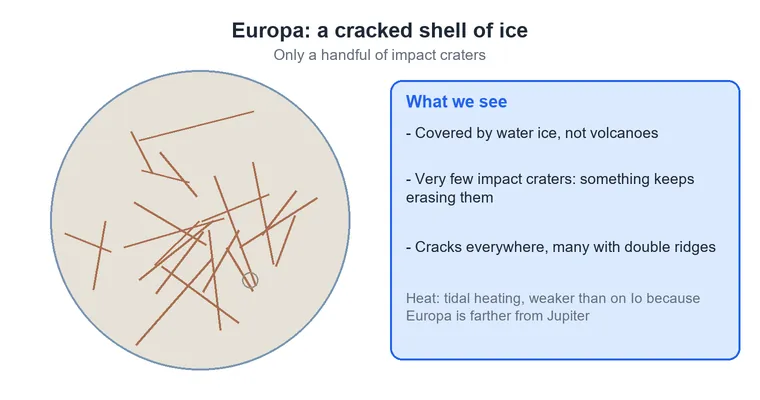 Europa: a cracked shell of ice
Only a handful of impact craters
What we see
- Covered by water ice, not volcanoes
- Very few impact craters: something keeps
erasing them
- Cracks everywhere, many with double ridges
Heat: tidal heating, weaker than on Io because
Europa is farther from Jupiter